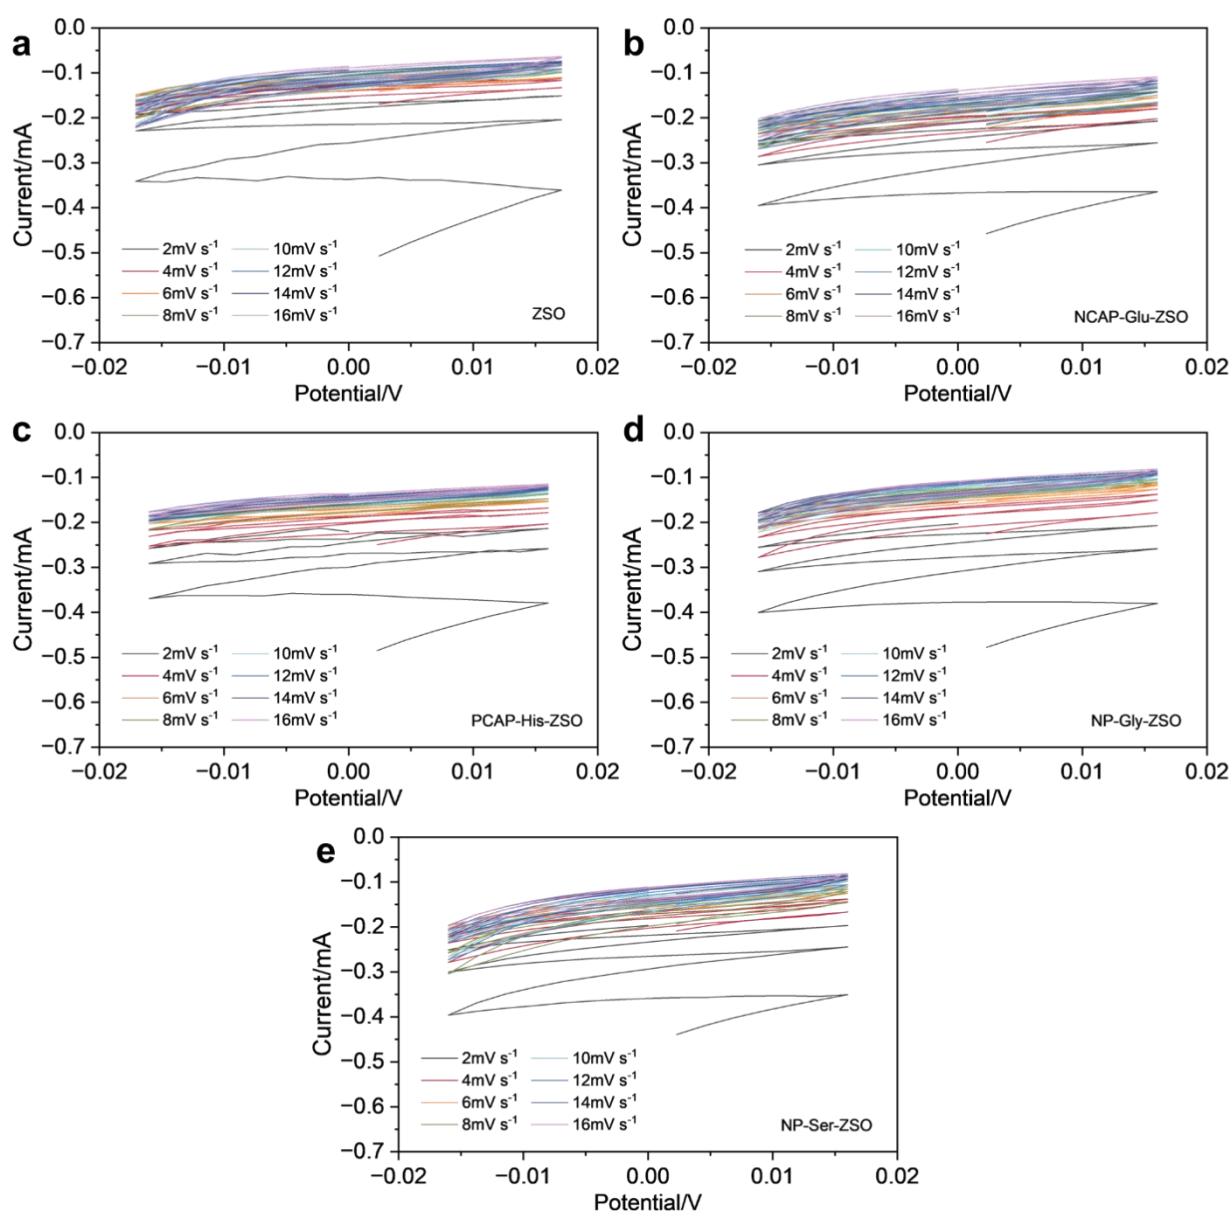 a
0.0
−0.1
−0.2
−0.3
−0.4
−0.5
−0.6
−0.7
Current/mA
2mV s⁻¹ 10mV s⁻¹
4mV s⁻¹ 12mV s⁻¹
6mV s⁻¹ 14mV s⁻¹
8mV s⁻¹ 16mV s⁻¹
ZSO
−0.02 −0.01 0.00 0.01 0.02
Potential/V
b
0.0
−0.1
−0.2
−0.3
−0.4
−0.5
−0.6
−0.7
Current/mA
2mV s⁻¹ 10mV s⁻¹
4mV s⁻¹ 12mV s⁻¹
6mV s⁻¹ 14mV s⁻¹
8mV s⁻¹ 16mV s⁻¹
NCAP-Glu-ZSO
−0.02 −0.01 0.00 0.01 0.02
Potential/V
c
0.0
−0.1
−0.2
−0.3
−0.4
−0.5
−0.6
−0.7
Current/mA
2mV s⁻¹ 10mV s⁻¹
4mV s⁻¹ 12mV s⁻¹
6mV s⁻¹ 14mV s⁻¹
8mV s⁻¹ 16mV s⁻¹
PCAP-His-ZSO
−0.02 −0.01 0.00 0.01 0.02
Potential/V
d
0.0
−0.1
−0.2
−0.3
−0.4
−0.5
−0.6
−0.7
Current/mA
2mV s⁻¹ 10mV s⁻¹
4mV s⁻¹ 12mV s⁻¹
6mV s⁻¹ 14mV s⁻¹
8mV s⁻¹ 16mV s⁻¹
NP-Gly-ZSO
−0.02 −0.01 0.00 0.01 0.02
Potential/V
e
0.0
−0.1
−0.2
−0.3
−0.4
−0.5
−0.6
−0.7
Current/mA
2mV s⁻¹ 10mV s⁻¹
4mV s⁻¹ 12mV s⁻¹
6mV s⁻¹ 14mV s⁻¹
8mV s⁻¹ 16mV s⁻¹
NP-Ser-ZSO
−0.02 −0.01 0.00 0.01 0.02
Potential/V